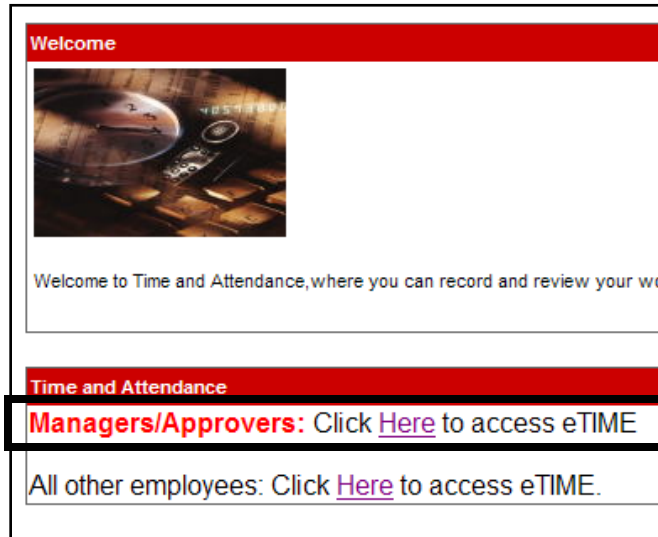 Welcome
Welcome to Time and Attendance,where you can record and review your
Time and Attendance
Managers/Approvers: Click Here to access eTIME
All other employees: Click Here to access eTIME.